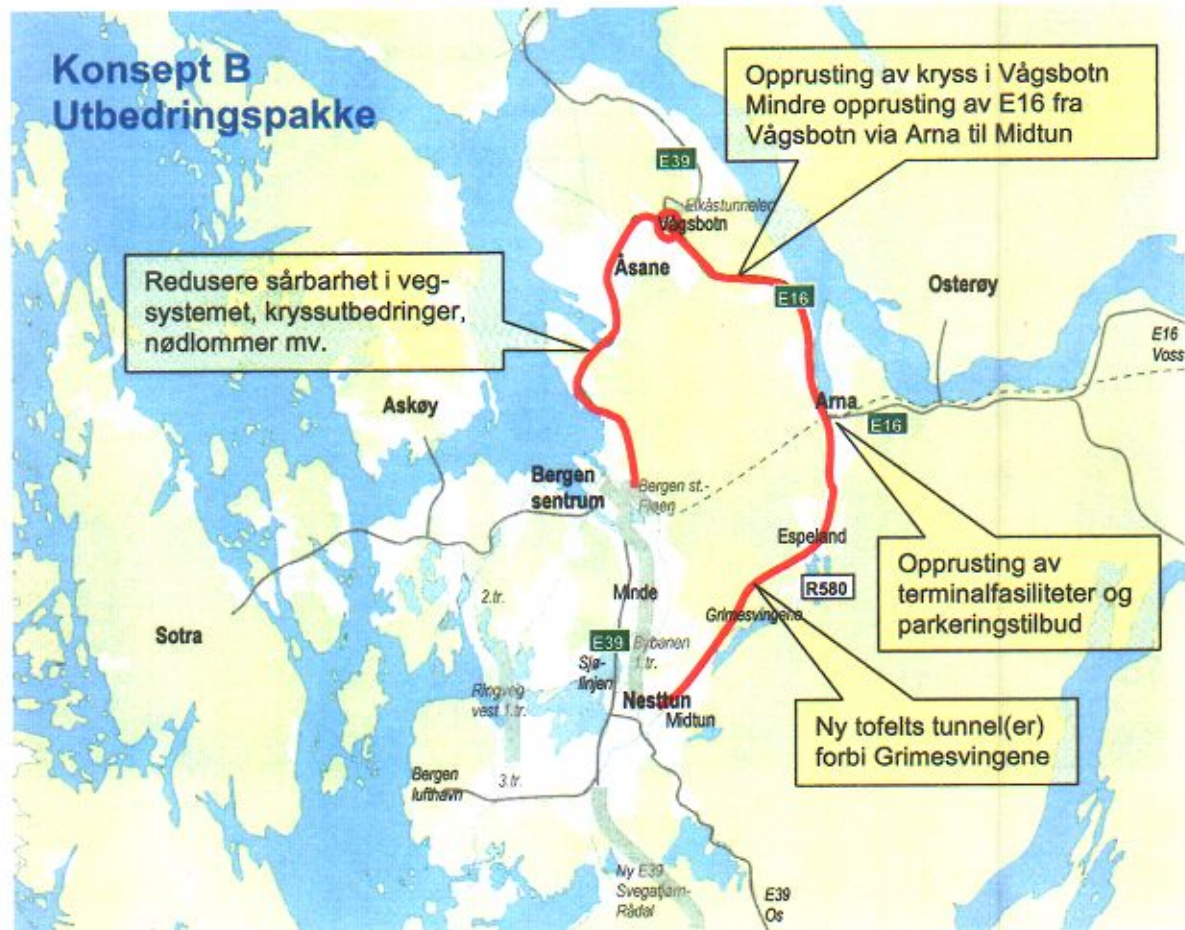 Konsept B
Utbedringspakke
Opprusting av kryss i Vågsbotn
Mindre opprusting av E16 fra
Vågsbotn via Arna til Midtun
E39
Eikåstunnelen
Vågsbotn
Redusere sårbarhet i veg-
systemet, kryssutbedringer,
nødlommer mv.
Åsane
E16
Osterøy
E16
Voss
Askøy
Arna
E16
Bergen
sentrum
Bergen st.-
Fløen
Espeland
Opprusting av
terminalfasiliteter og
parkeringstilbud
R580
2.tr.
Minde
Grimesvingene
Sotra
E39
Bybanen
1.tr.
Sjø-
linjen
Ringveg
vest 1.tr.
Nesttun
Midtun
Ny tofelts tunnel(er)
forbi Grimesvingene
Bergen
lufthavn
3.tr.
Ny E39
Svegatjørn-
Rådal
E39
Os